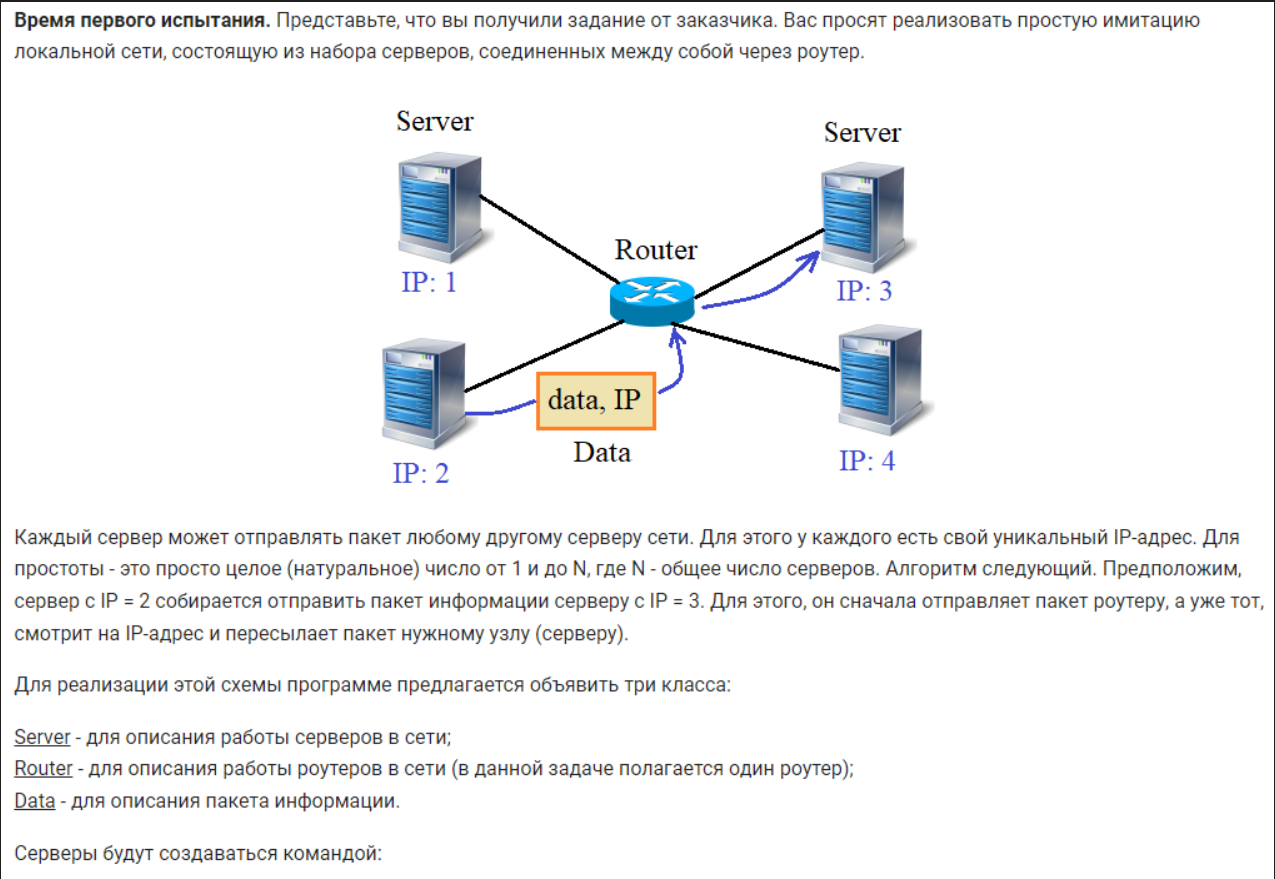 Время первого испытания. Представьте, что вы получили задание от заказчика. Вас просят реализовать простую имитацию
локальной сети, состоящую из набора серверов, соединенных между собой через роутер.
Server
Server
Router
IP: 1
IP: 3
data, IP
Data
IP: 2
IP: 4
Каждый сервер может отправлять пакет любому другому серверу сети. Для этого у каждого есть свой уникальный IP-адрес. Для
простоты - это просто целое (натуральное) число от 1 и до N, где N - общее число серверов. Алгоритм следующий. Предположим,
сервер с IP = 2 собирается отправить пакет информации серверу с IP = 3. Для этого, он сначала отправляет пакет роутеру, а уже тот,
смотрит на IP-адрес и пересылает пакет нужному узлу (серверу).
Для реализации этой схемы программе предлагается объявить три класса:
Server - для описания работы серверов в сети;
Router - для описания работы роутеров в сети (в данной задаче полагается один роутер);
Data - для описания пакета информации.
Серверы будут создаваться командой: